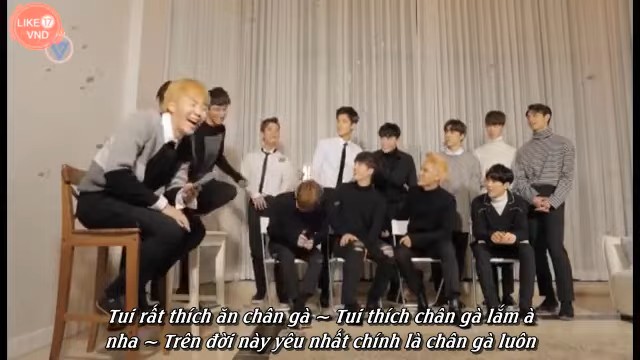 LIKE 17
VND
Tui rất thích ăn chân gà ~ Tui thích chân gà lắm à
nha ~ Trên đời này yêu nhất chính là chân gà luôn